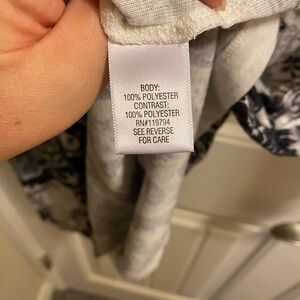 BODY:
100% POLYESTER
CONTRAST:
100% POLYESTER
RN#119794
SEE REVERSE
FOR CARE